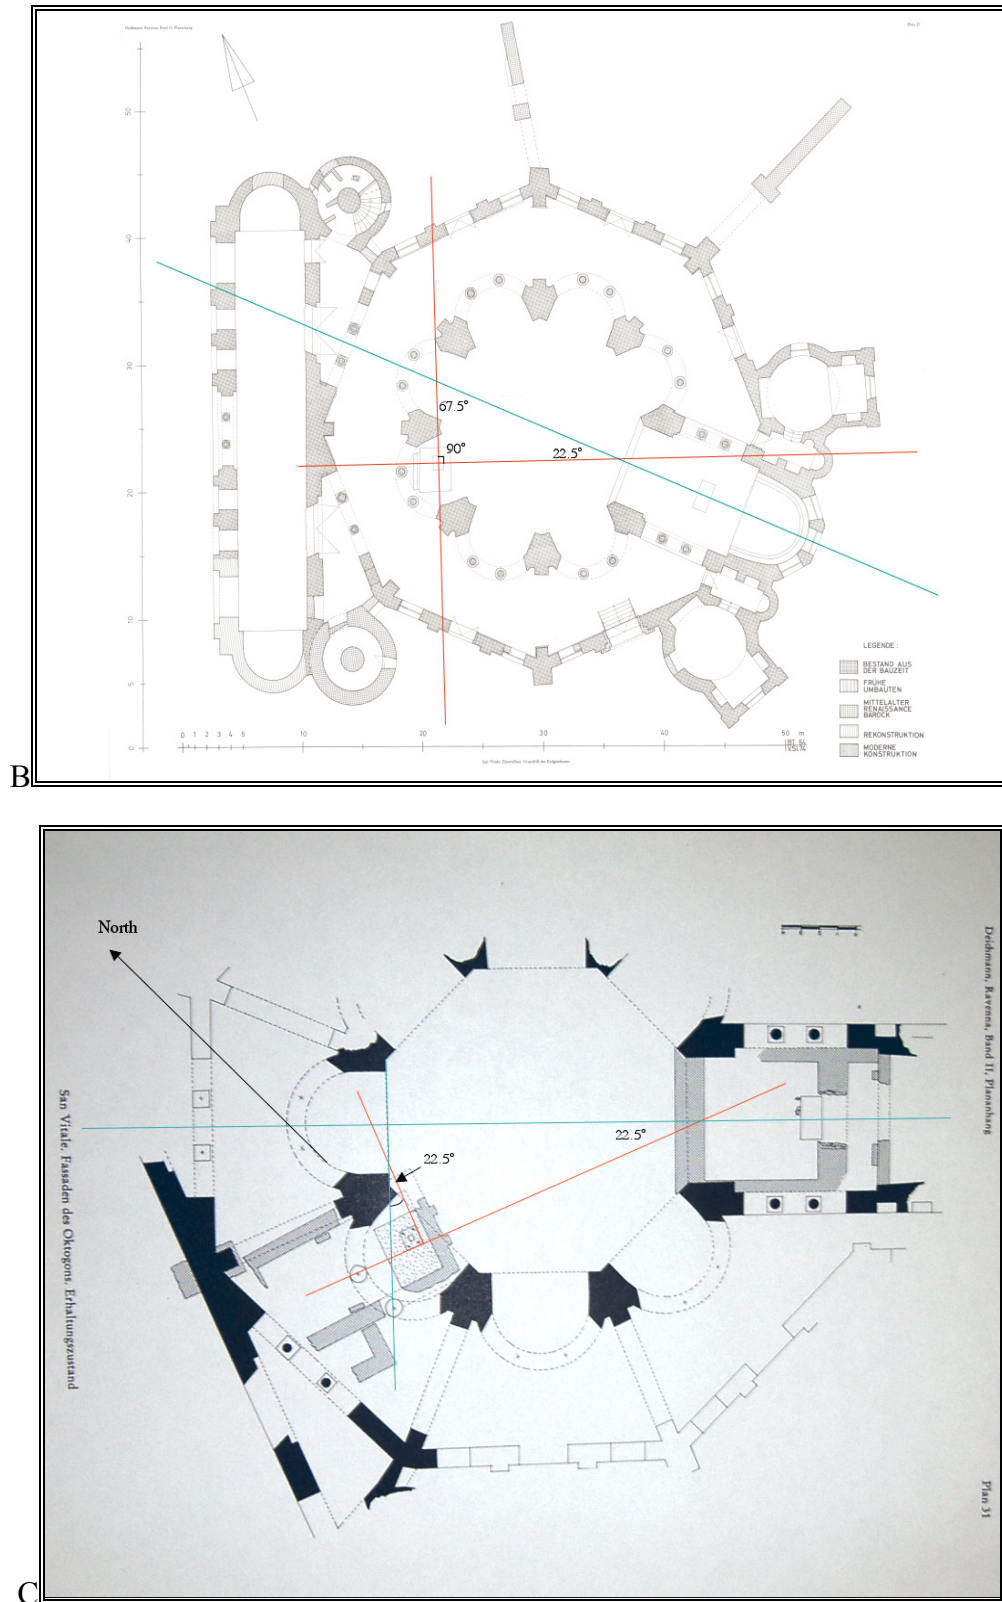 50
40
67.5°
90°
22.5°
30
20
10
5
0
LEGENDE :
BESTAND AUS
DER BAUZEIT
FRÜHE
UMBAUTEN
MITTELALTER
RENAISSANCE
BAROCK
REKONSTRUKTION
MODERNE
KONSTRUKTION
0 1 2 3 4 5 10 20 30 40 50 m
B
North
22.5°
22.5°
Deichmann, Ravenna, Band II, Plananhang
San Vitale, Fassaden des Oktogons, Erhaltungszustand
Plan 31
C